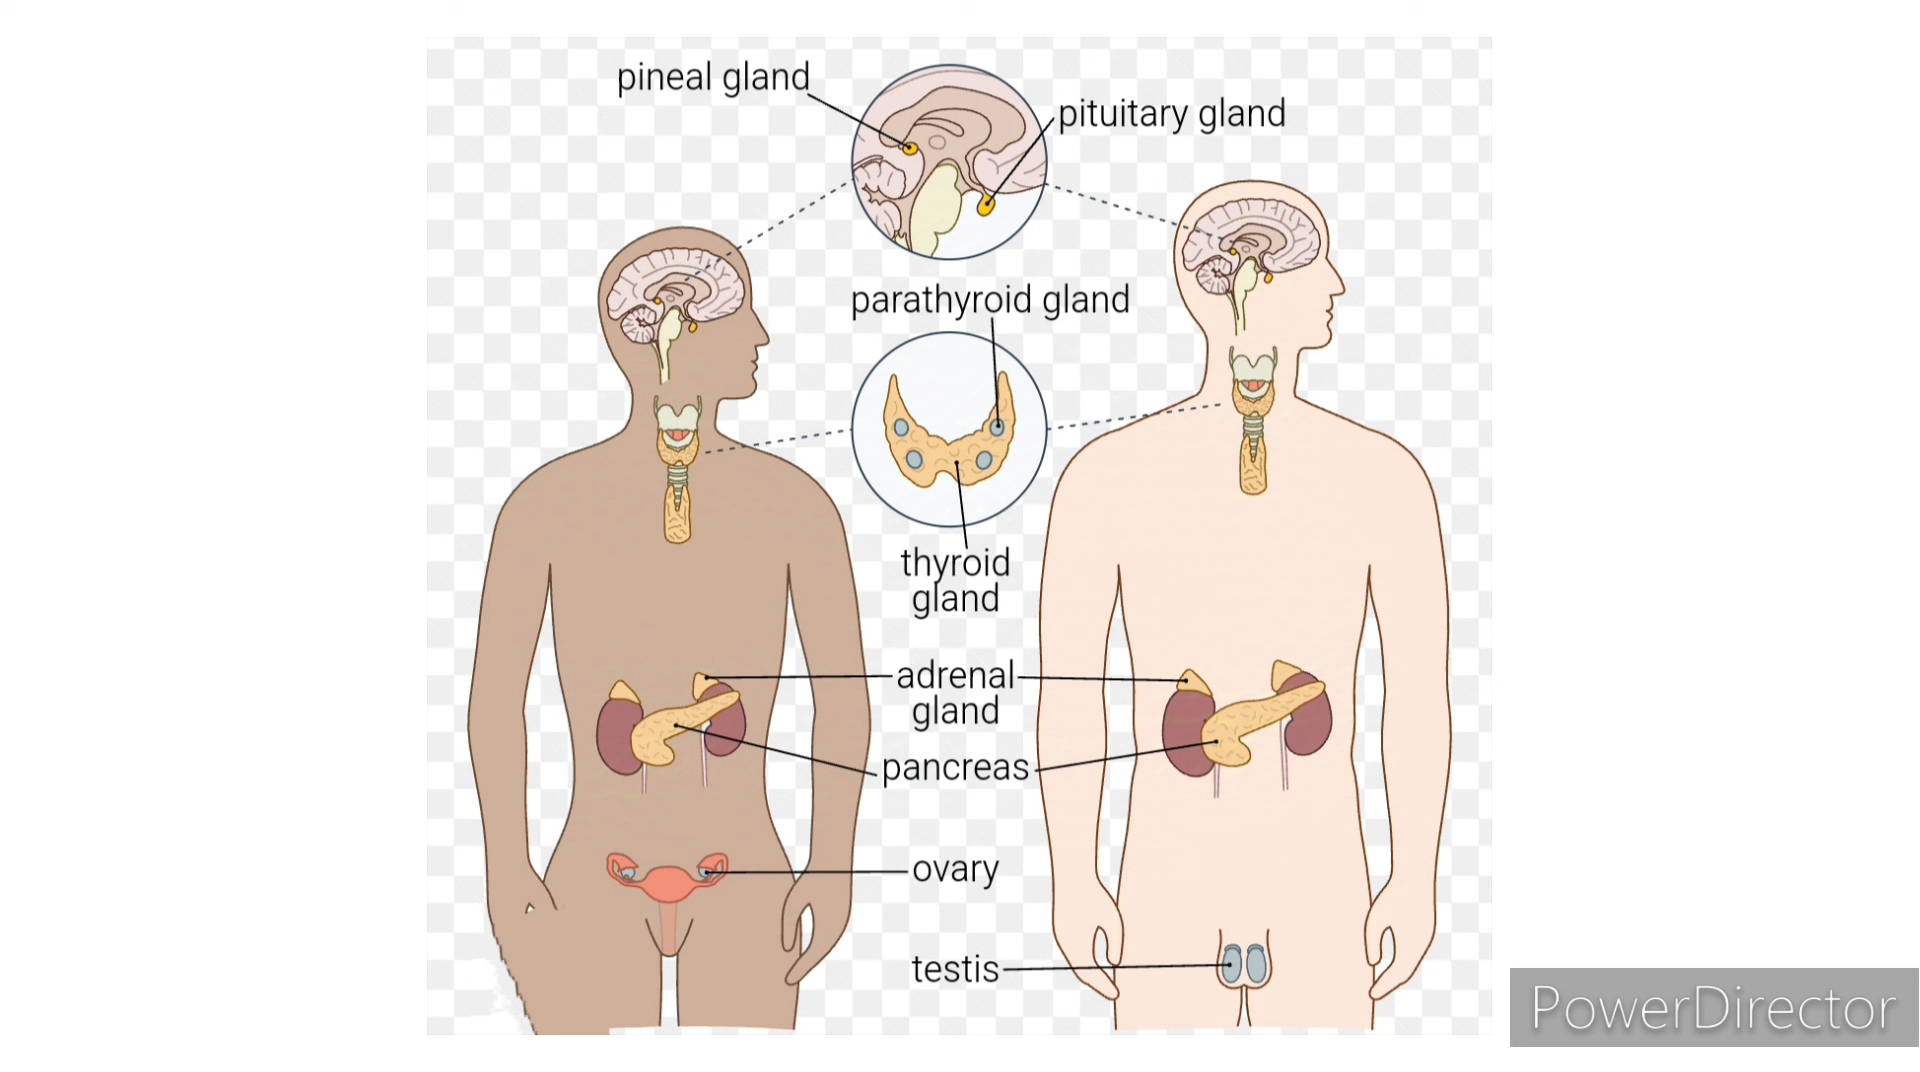 pineal gland
pituitary gland
parathyroid gland
thyroid
gland
adrenal
gland
pancreas
ovary
testis
PowerDirector